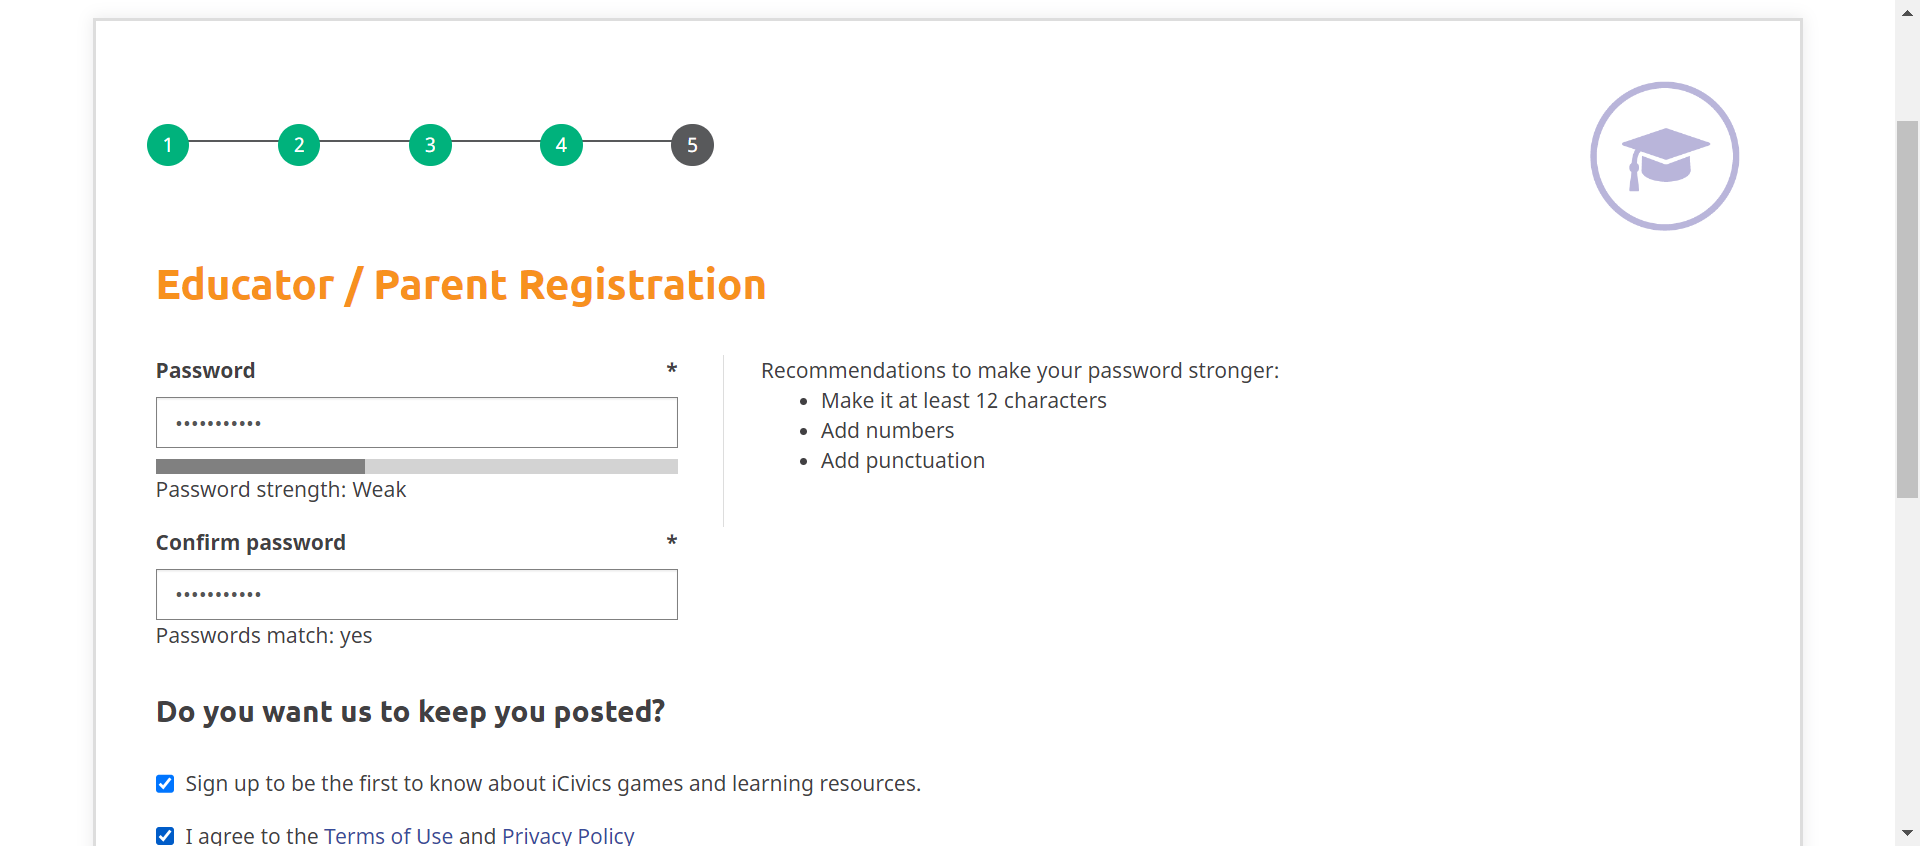 1 2 3 4 5
Educator / Parent Registration
Password *
•••••••••••
Password strength: Weak
Recommendations to make your password stronger:
• Make it at least 12 characters
• Add numbers
• Add punctuation
Confirm password *
•••••••••••
Passwords match: yes
Do you want us to keep you posted?
Sign up to be the first to know about iCivics games and learning resources.
I agree to the Terms of Use and Privacy Policy